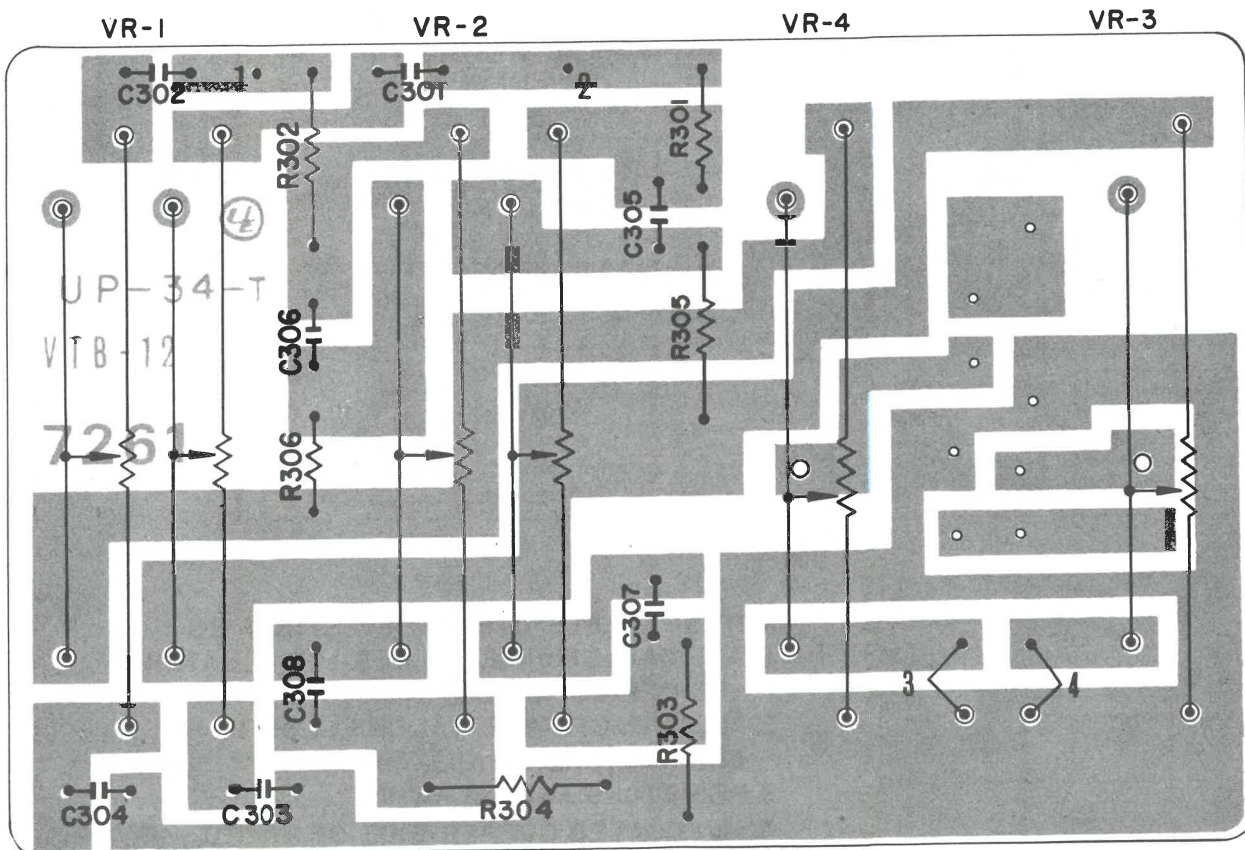 VR-1 VR-2 VR-4 VR-3
C302 1 C301 2
R302 R301
4
C305
UP-34-T
C306 R305
VTB-12
7261
R306
C307
C308 3 4
R303
C304 C303 R304